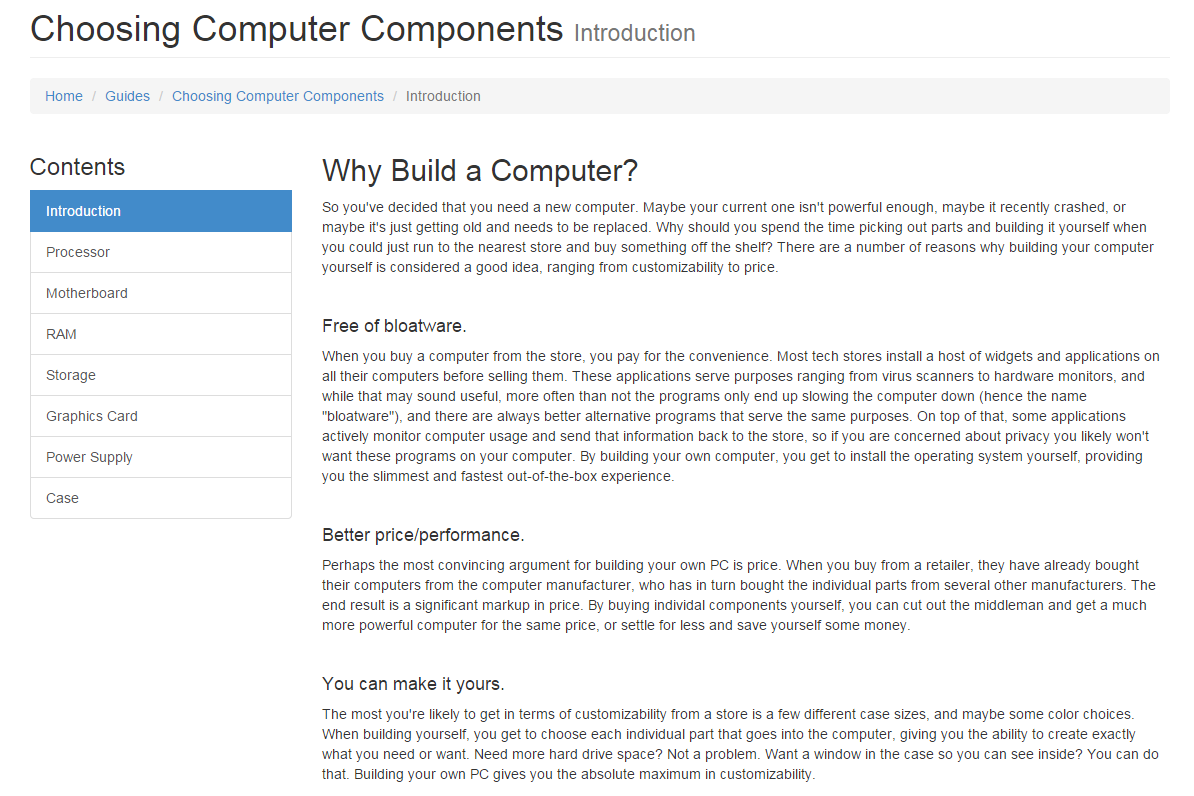 Choosing Computer Components Introduction
Home / Guides / Choosing Computer Components / Introduction
Contents
Introduction
Processor
Motherboard
RAM
Storage
Graphics Card
Power Supply
Case
Why Build a Computer?
So you've decided that you need a new computer. Maybe your current one isn't powerful enough, maybe it recently crashed, or
maybe it's just getting old and needs to be replaced. Why should you spend the time picking out parts and building it yourself when
you could just run to the nearest store and buy something off the shelf? There are a number of reasons why building your computer
yourself is considered a good idea, ranging from customizability to price.
Free of bloatware.
When you buy a computer from the store, you pay for the convenience. Most tech stores install a host of widgets and applications on
all their computers before selling them. These applications serve purposes ranging from virus scanners to hardware monitors, and
while that may sound useful, more often than not the programs only end up slowing the computer down (hence the name
"bloatware"), and there are always better alternative programs that serve the same purposes. On top of that, some applications
actively monitor computer usage and send that information back to the store, so if you are concerned about privacy you likely won't
want these programs on your computer. By building your own computer, you get to install the operating system yourself, providing
you the slimmest and fastest out-of-the-box experience.
Better price/performance.
Perhaps the most convincing argument for building your own PC is price. When you buy from a retailer, they have already bought
their computers from the computer manufacturer, who has in turn bought the individual parts from several other manufacturers. The
end result is a significant markup in price. By buying individal components yourself, you can cut out the middleman and get a much
more powerful computer for the same price, or settle for less and save yourself some money.
You can make it yours.
The most you're likely to get in terms of customizability from a store is a few different case sizes, and maybe some color choices.
When building yourself, you get to choose each individual part that goes into the computer, giving you the ability to create exactly
what you need or want. Need more hard drive space? Not a problem. Want a window in the case so you can see inside? You can do
that. Building your own PC gives you the absolute maximum in customizability.